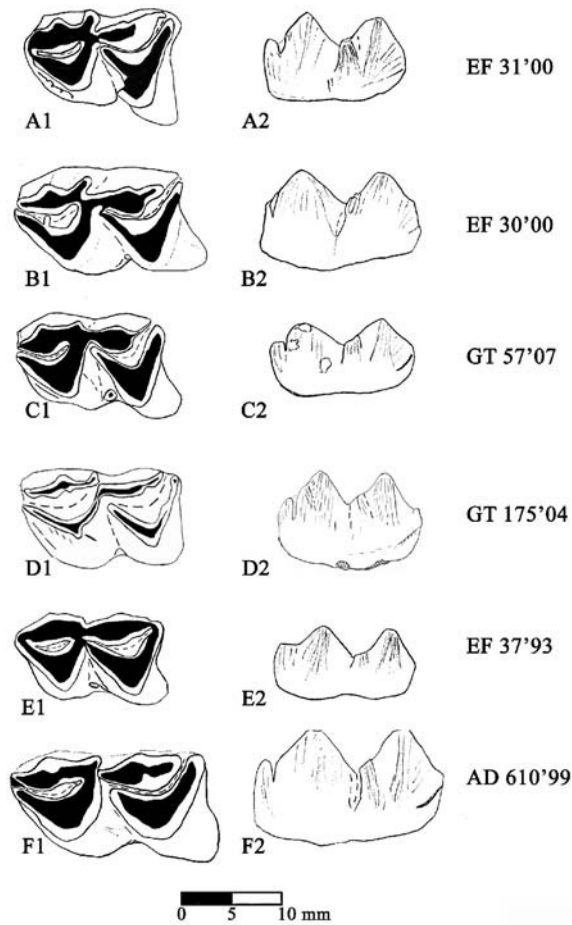 EF 31’00
A1 A2
EF 30’00
B1 B2
GT 57’07
C1 C2
GT 175’04
D1 D2
EF 37’93
E1 E2
AD 610’99
F1 F2
0 5 10 mm